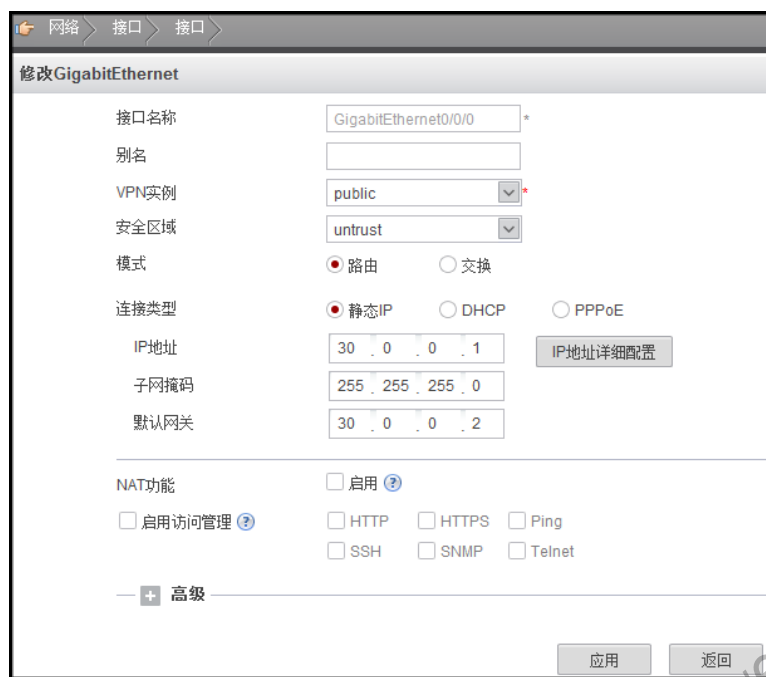 网络 接口 接口
修改GigabitEthernet
接口名称 GigabitEthernet0/0/0 *
别名
VPN实例 public *
安全区域 untrust
模式 路由 交换
连接类型 静态IP DHCP PPPoE
IP地址 30 . 0 . 0 . 1 IP地址详细配置
子网掩码 255 . 255 . 255 . 0
默认网关 30 . 0 . 0 . 2
NAT功能 启用 ?
启用访问管理 ? HTTP HTTPS Ping
SSH SNMP Telnet
+ 高级
应用 返回